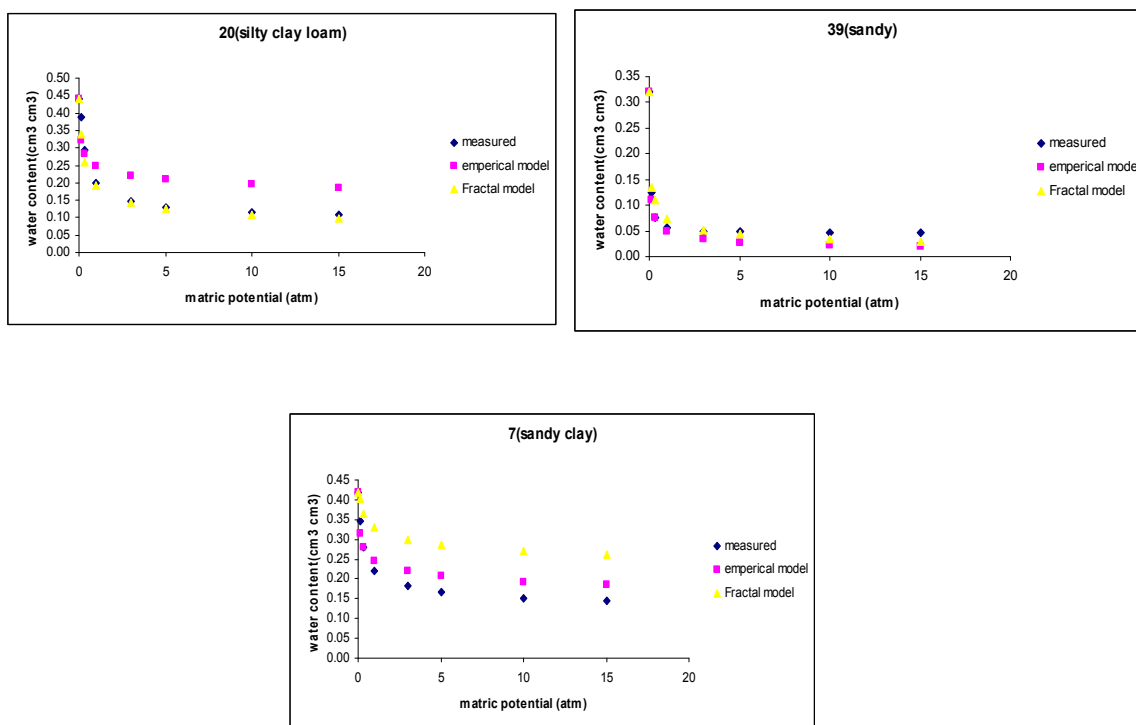 20(silty clay loam)
water content(cm3 cm3)
0.50
0.45
0.40
0.35
0.30
0.25
0.20
0.15
0.10
0.05
0.00
0
5
10
15
20
matric potential (atm)
measured
emperical model
Fractal model
39(sandy)
water content(cm3 cm3)
0.35
0.30
0.25
0.20
0.15
0.10
0.05
0.00
0
5
10
15
20
matric potential (atm)
measured
emperical model
Fractal model
7(sandy clay)
water content(cm3 cm3)
0.45
0.40
0.35
0.30
0.25
0.20
0.15
0.10
0.05
0.00
0
5
10
15
20
matric potential (atm)
measured
emperical model
Fractal model